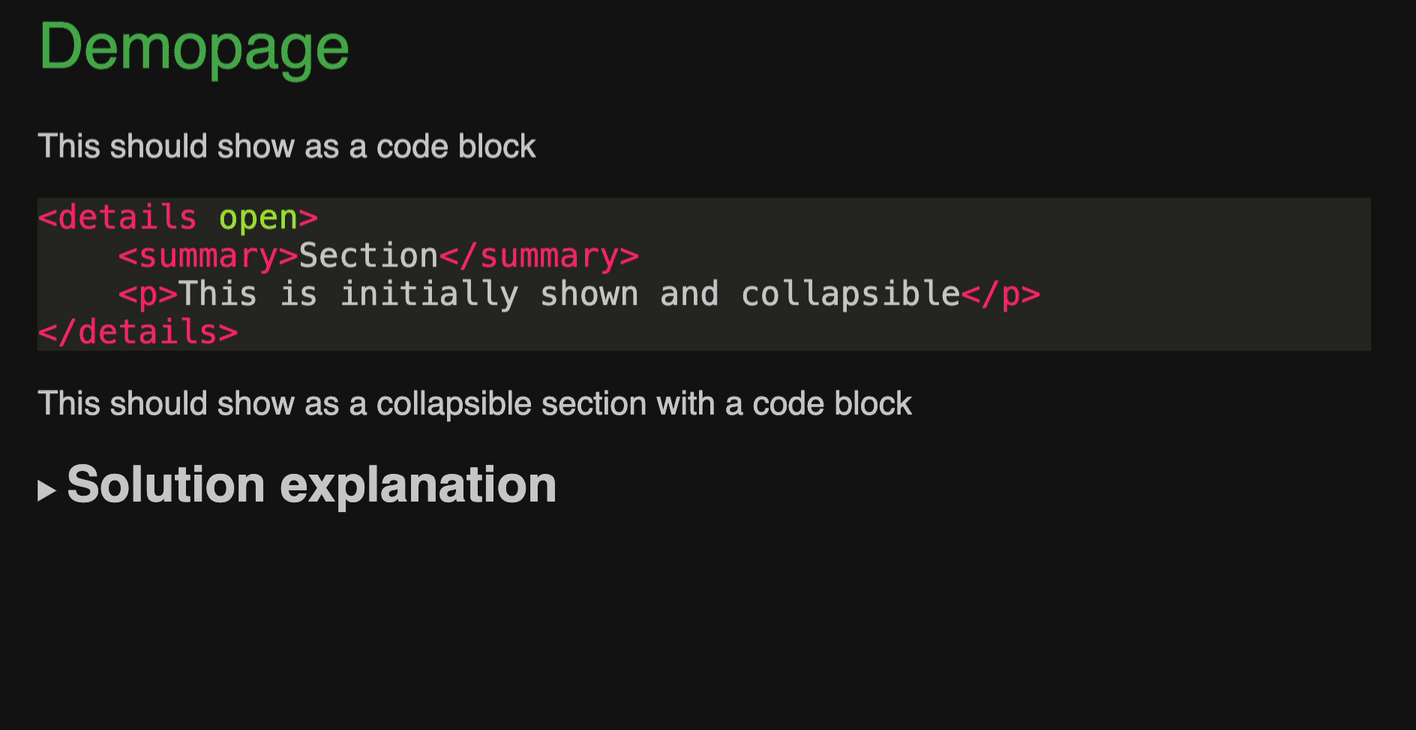 Demopage
This should show as a code block
<details open>
    <summary>Section</summary>
    <p>This is initially shown and collapsible</p>
</details>
This should show as a collapsible section with a code block
Solution explanation